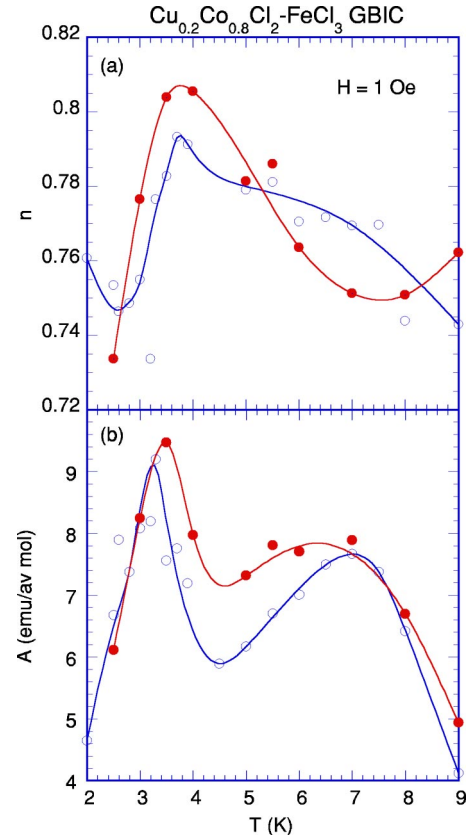 Cu0.2Co0.8Cl2-FeCl3 GBIC
0.82
(a)
H = 1 Oe
0.8
0.78
n
0.76
0.74
0.72
(b)
9
8
7
A (emu/av mol)
6
5
4
2 3 4 5 6 7 8 9
T (K)